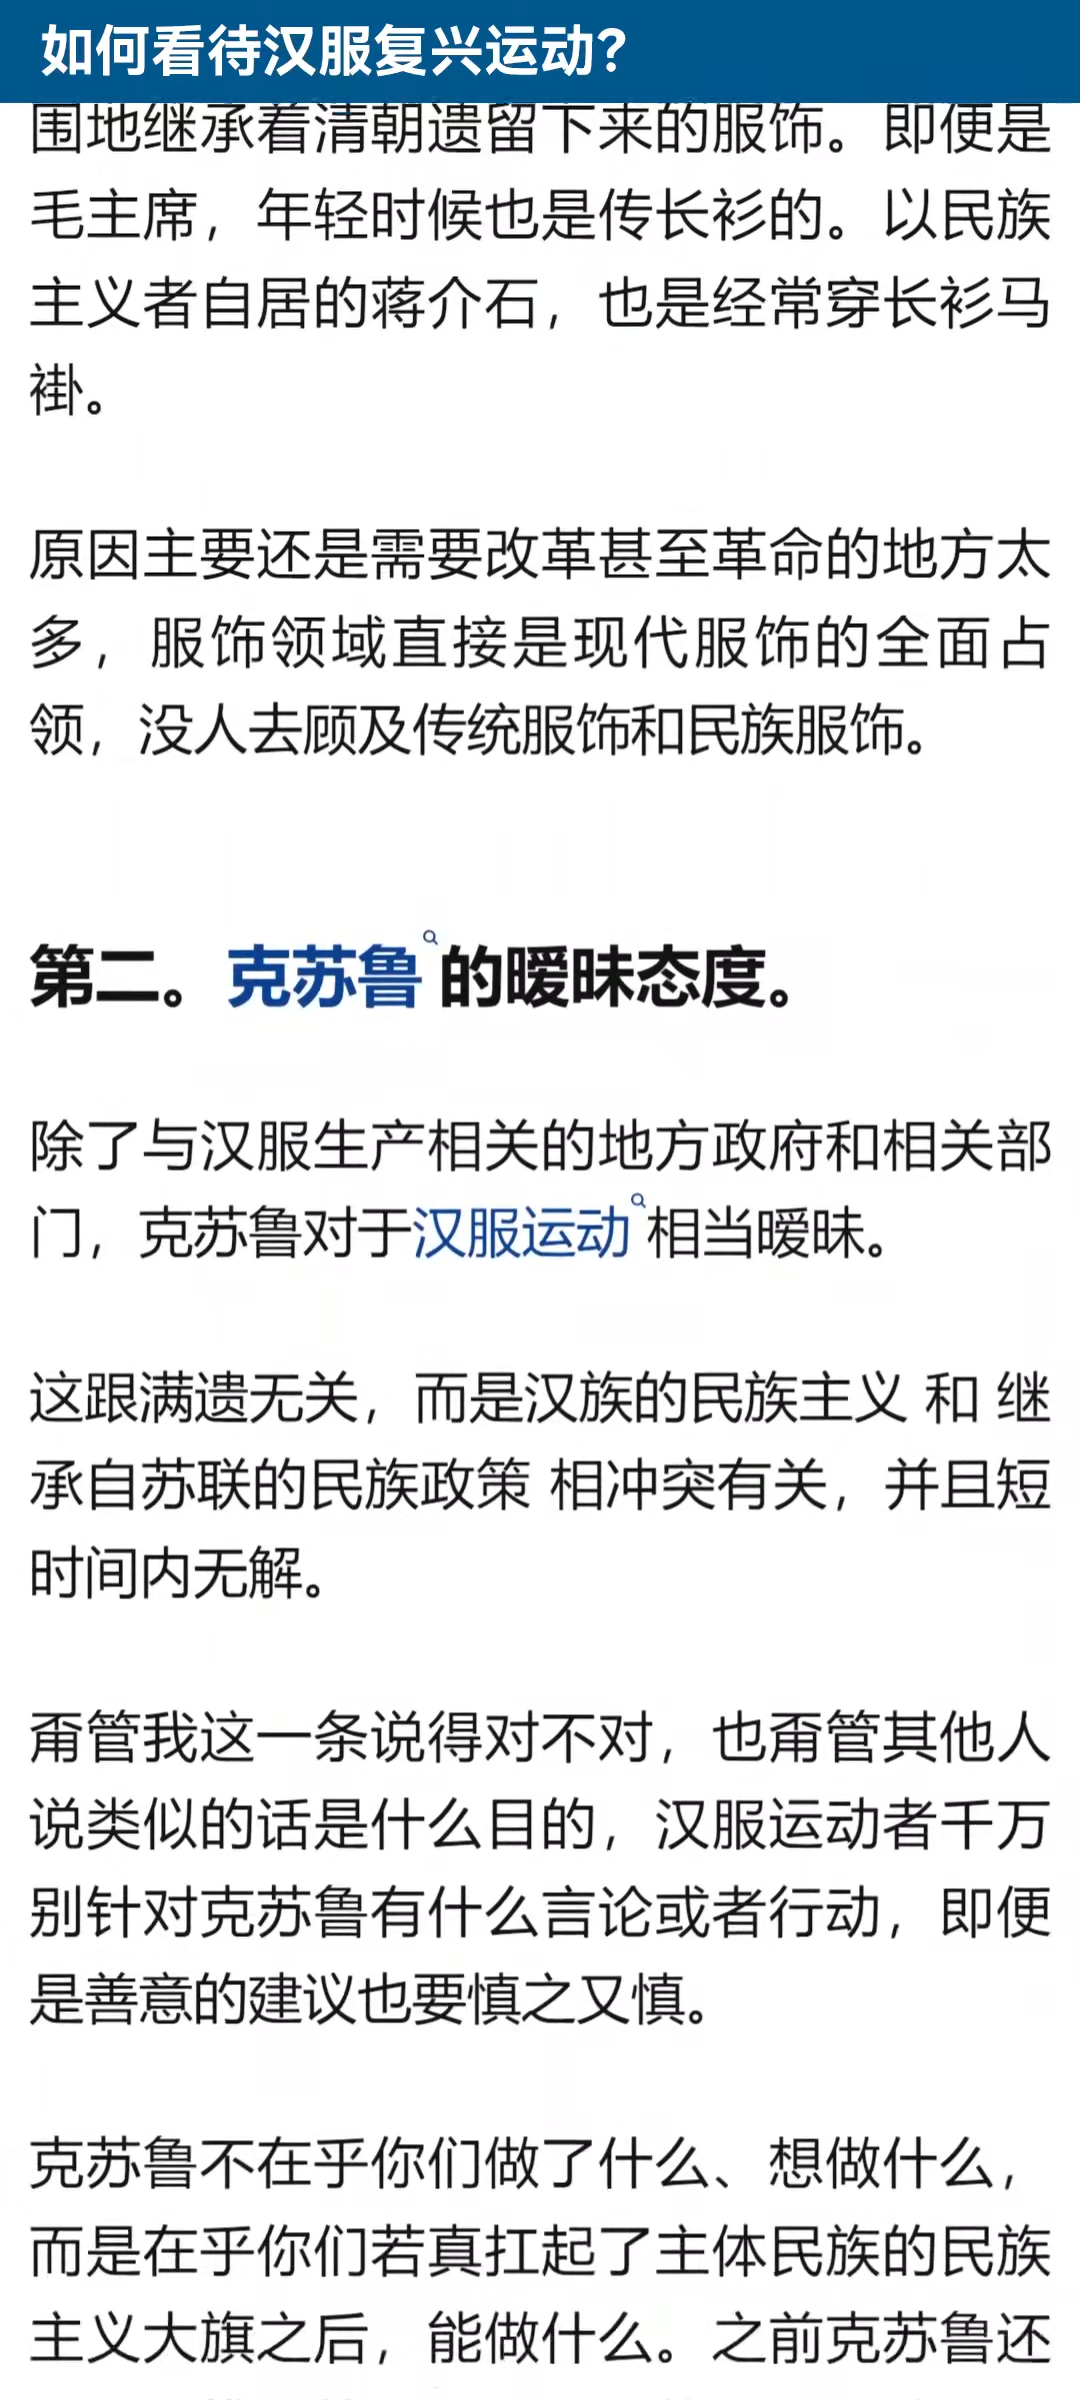 如何看待汉服复兴运动?
围地继承着清朝遗留下来的服饰。即便是
毛主席，年轻时候也是传长衫的。以民族
主义者自居的蒋介石，也是经常穿长衫马
褂。
原因主要还是需要改革甚至革命的地方太
多，服饰领域直接是现代服饰的全面占
领，没人去顾及传统服饰和民族服饰。
第二。克苏鲁的暧昧态度。
除了与汉服生产相关的地方政府和相关部
门，克苏鲁对于汉服运动相当暧昧。
这跟满遗无关，而是汉族的民族主义 和 继
承自苏联的民族政策 相冲突有关，并且短
时间内无解。
甭管我这一条说得对不对，也甭管其他人
说类似的话是什么目的，汉服运动者千万
别针对克苏鲁有什么言论或者行动，即便
是善意的建议也要慎之又慎。
克苏鲁不在乎你们做了什么、想做什么，
而是在乎你们若真扛起了主体民族的民族
主义大旗之后，能做什么。之前克苏鲁还